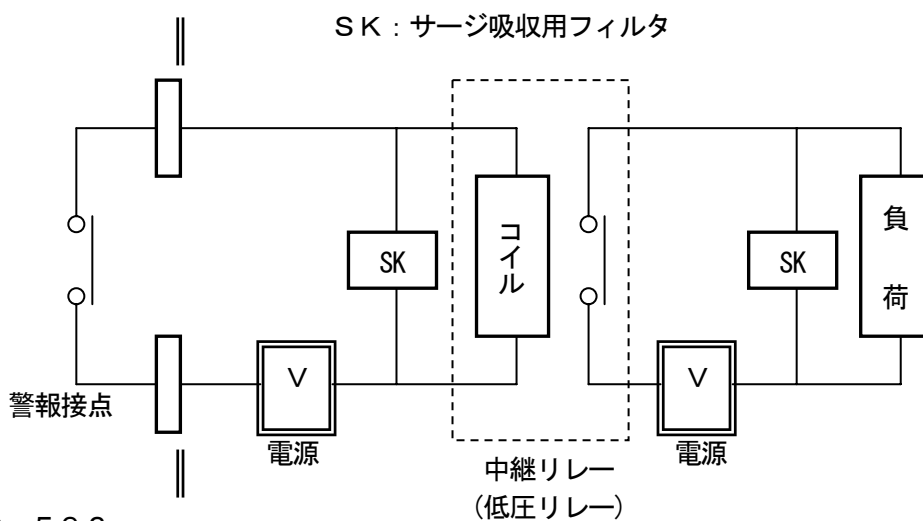 SK：サージ吸収用フィルタ
SK
コイル
SK
負荷
V
V
警報接点
電源
電源
中継リレー
（低圧リレー）